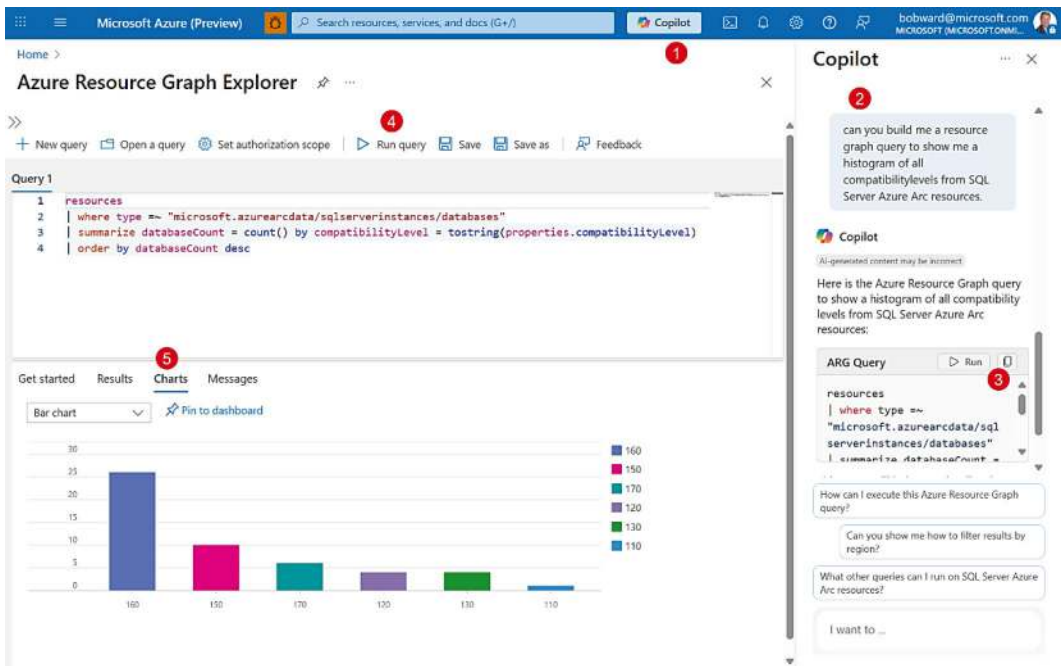 Microsoft Azure (Preview)
Search resources, services, and docs (G+/)
Copilot
bobward@microsoft.com
MICROSOFT (MICROSOFT.ONMI...
1
Home >
Azure Resource Graph Explorer
4
New query
Open a query
Set authorization scope
Run query
Save
Save as
Feedback
Query 1
1 resources
2 | where type =~ "microsoft.azurearcdata/sqlserverinstances/databases"
3 | summarize databaseCount = count() by compatibilityLevel = tostring(properties.compatibilityLevel)
4 | order by databaseCount desc
5
Get started
Results
Charts
Messages
Bar chart
Pin to dashboard
30
25
20
15
10
5
0
160
150
170
120
130
110
160
150
170
120
130
110
Copilot
2
can you build me a resource
graph query to show me a
histogram of all
compatibilitylevels from SQL
Server Azure Arc resources.
Copilot
AI-generated content may be incorrect
Here is the Azure Resource Graph query
to show a histogram of all compatibility
levels from SQL Server Azure Arc
resources:
ARG Query
Run
3
resources
| where type =~
"microsoft.azurearcdata/sql
serverinstances/databases"
| summarize databaseCount =
How can I execute this Azure Resource Graph
query?
Can you show me how to filter results by
region?
What other queries can I run on SQL Server Azure
Arc resources?
I want to ...